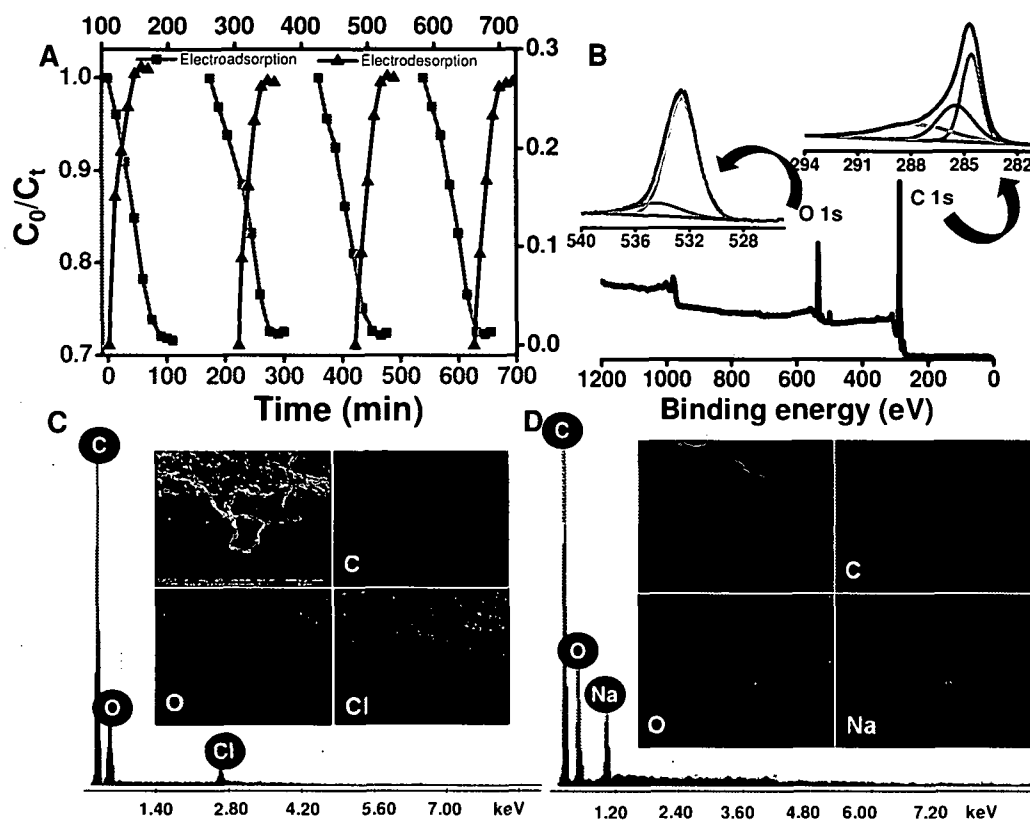 A
100 200 300 400 500 600 700
Electroadsorption
Electrodesorption
0.3
1.0
0.9
0.2
C₀/Cₜ
0.8
0.1
0.7
0.0
0 100 200 300 400 500 600 700
Time (min)
B
294 291 288 285 282
C 1s
O 1s
540 536 532 528
1200 1000 800 600 400 200 0
Binding energy (eV)
C
C
O
Cl
C
O
Cl
1.40 2.80 4.20 5.60 7.00 keV
D
C
O
Na
C
O
Na
1.20 2.40 3.60 4.80 6.00 7.20 keV